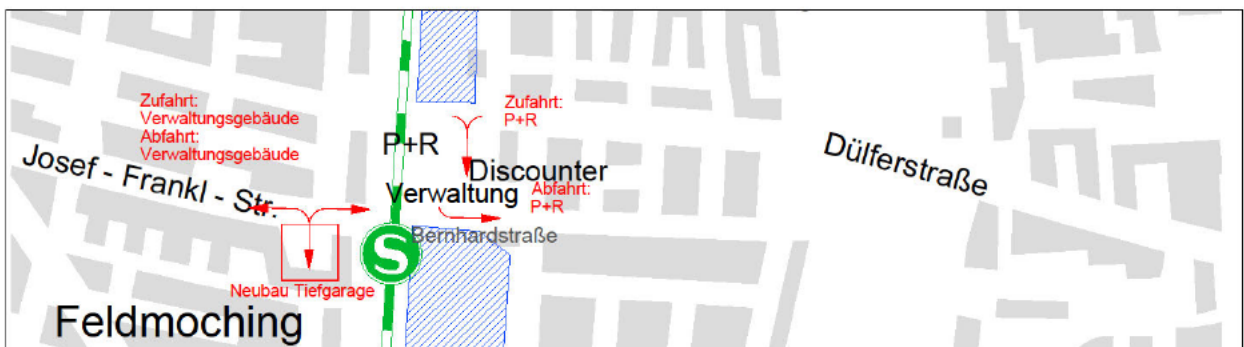 Zufahrt:
Verwaltungsgebäude
Abfahrt:
Verwaltungsgebäude
Josef - Frankl - Str.
P+R
Zufahrt:
P+R
Discounter
Verwaltung
Abfahrt:
P+R
Dülferstraße
Bernhardstraße
S
Neubau Tiefgarage
Feldmoching